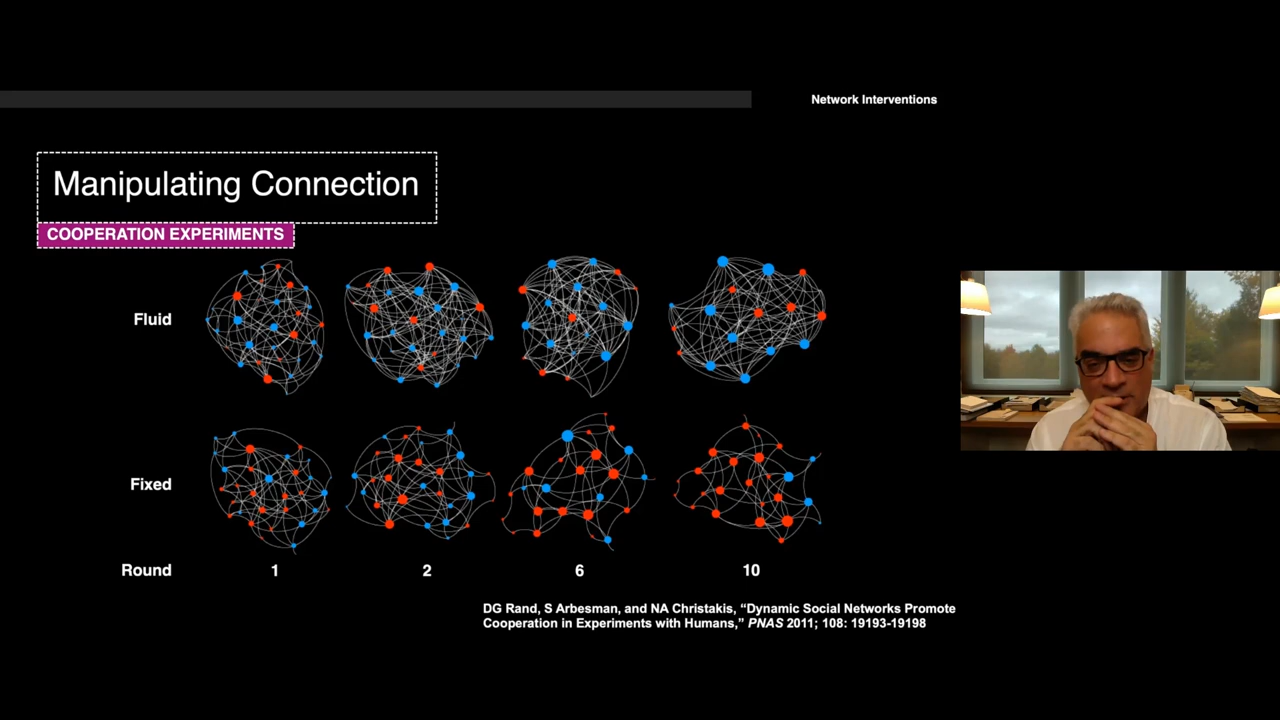 Network Interventions
Manipulating Connection
COOPERATION EXPERIMENTS
Fluid
Fixed
Round 1 2 6 10
DG Rand, S Arbesman, and NA Christakis, “Dynamic Social Networks Promote
Cooperation in Experiments with Humans,” PNAS 2011; 108: 19193-19198